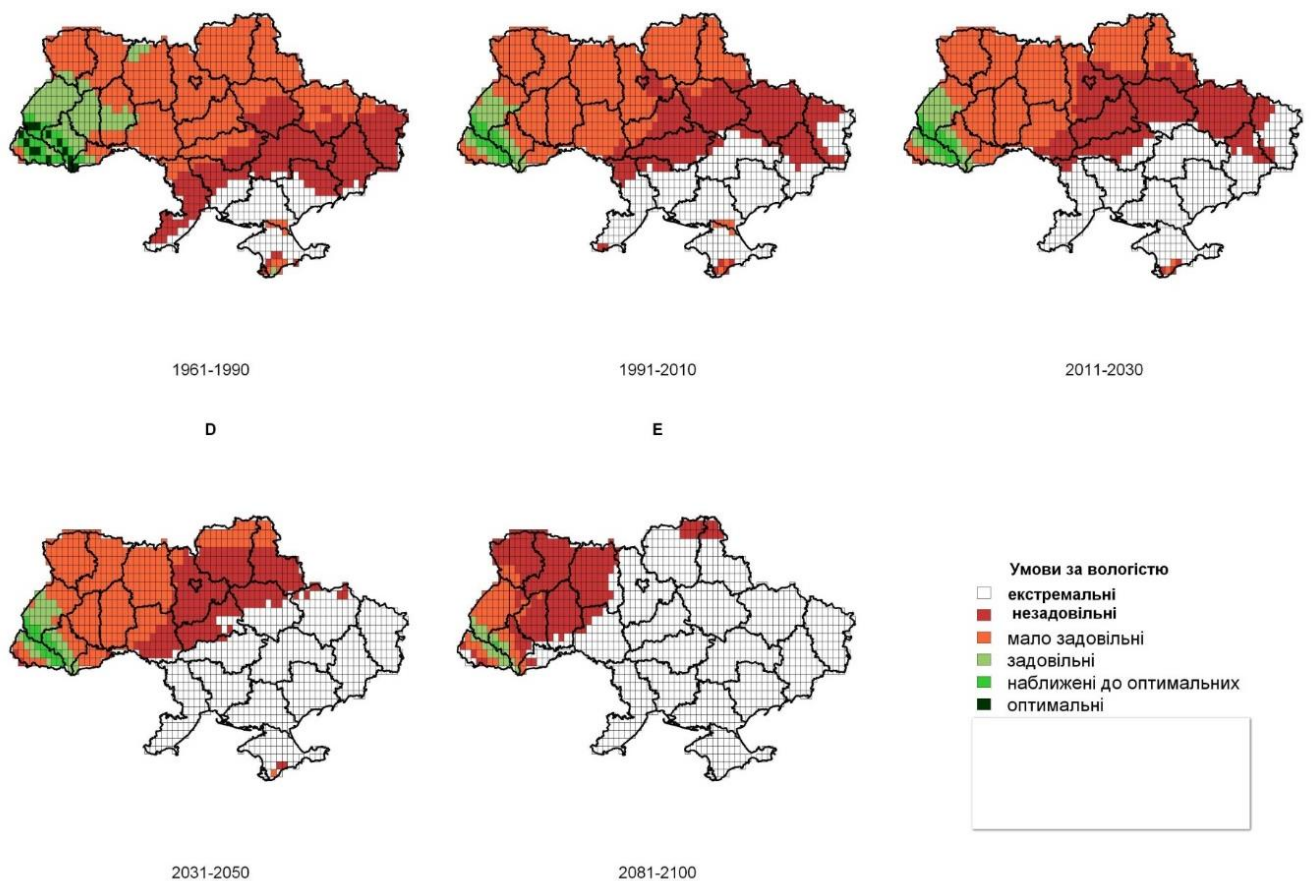 1961-1990
1991-2010
2011-2030
D
E
Умови за вологістю
екстремальні
незадовільні
мало задовільні
задовільні
наближені до оптимальних
оптимальні
2031-2050
2081-2100